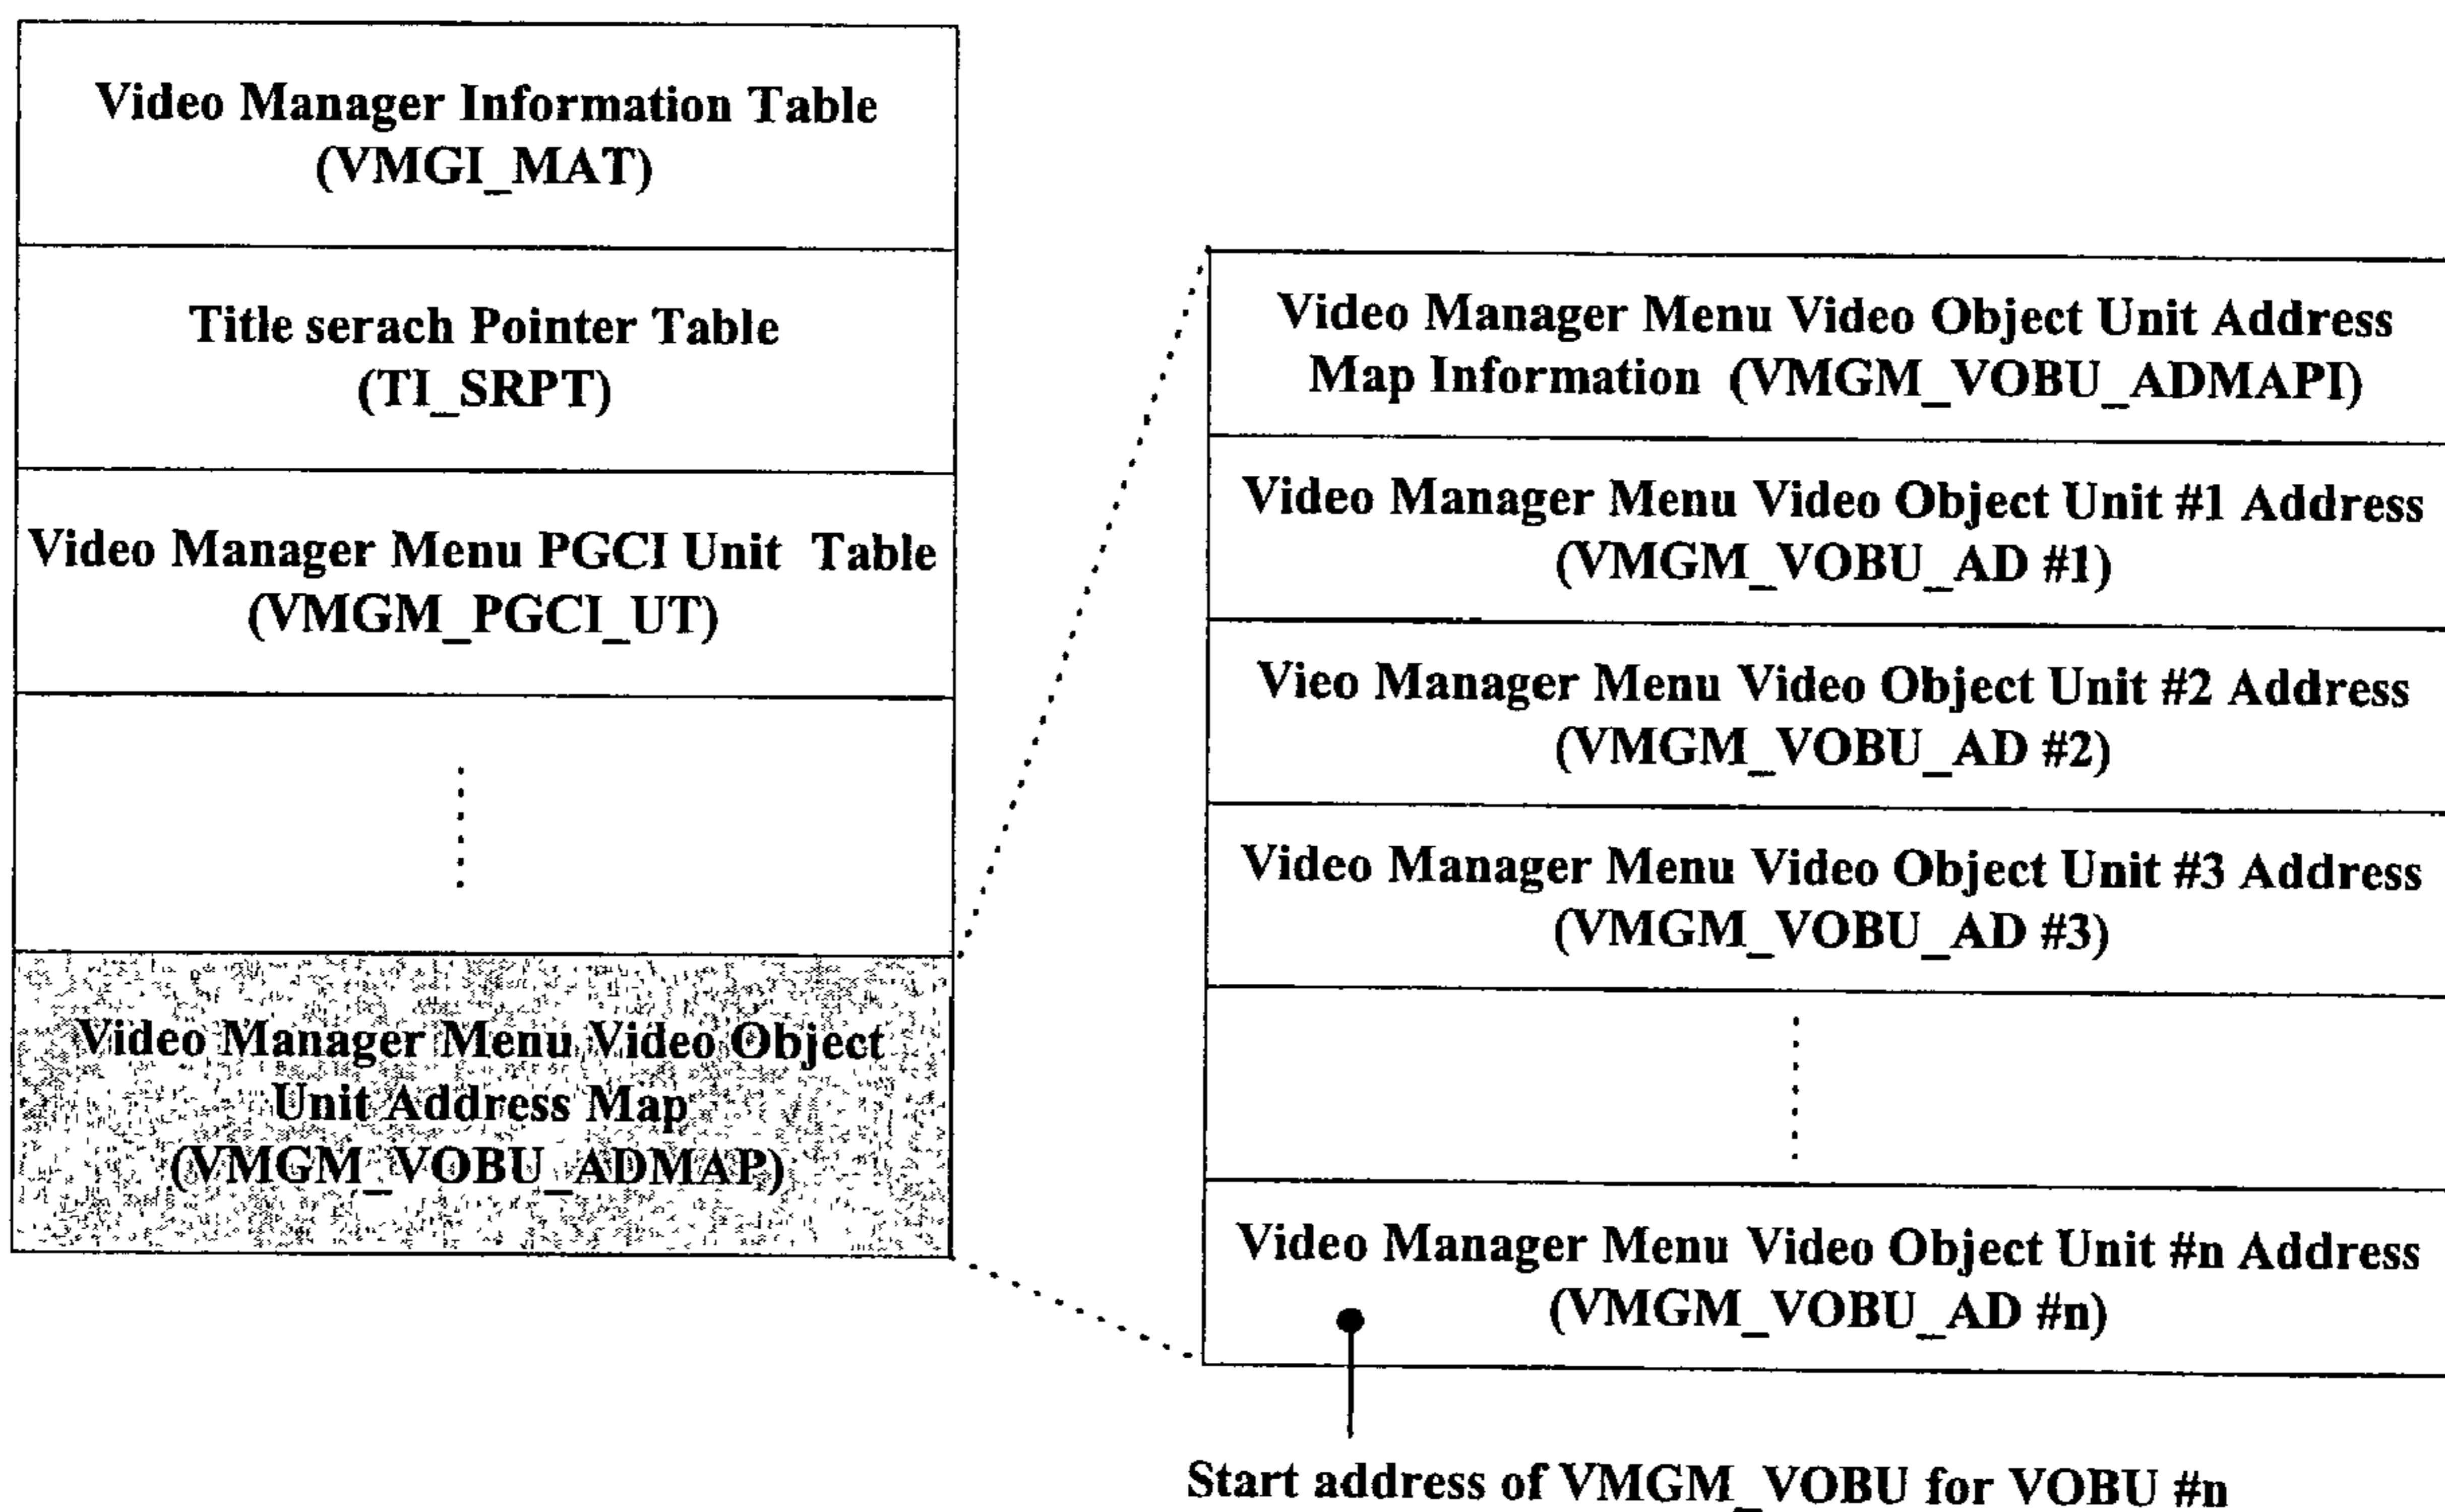 Video Manager Information Table
(VMGI_MAT)
Title serach Pointer Table
(TI_SRPT)
Video Manager Menu PGCI Unit Table
(VMGM_PGCI_UT)
Video Manager Menu Video Object
Unit Address Map
(VMGM_VOBU_ADMAP)
Video Manager Menu Video Object Unit Address
Map Information (VMGM_VOBU_ADMAPI)
Video Manager Menu Video Object Unit #1 Address
(VMGM_VOBU_AD #1)
Vieo Manager Menu Video Object Unit #2 Address
(VMGM_VOBU_AD #2)
Video Manager Menu Video Object Unit #3 Address
(VMGM_VOBU_AD #3)
Video Manager Menu Video Object Unit #n Address
(VMGM_VOBU_AD #n)
Start address of VMGM_VOBU for VOBU #n